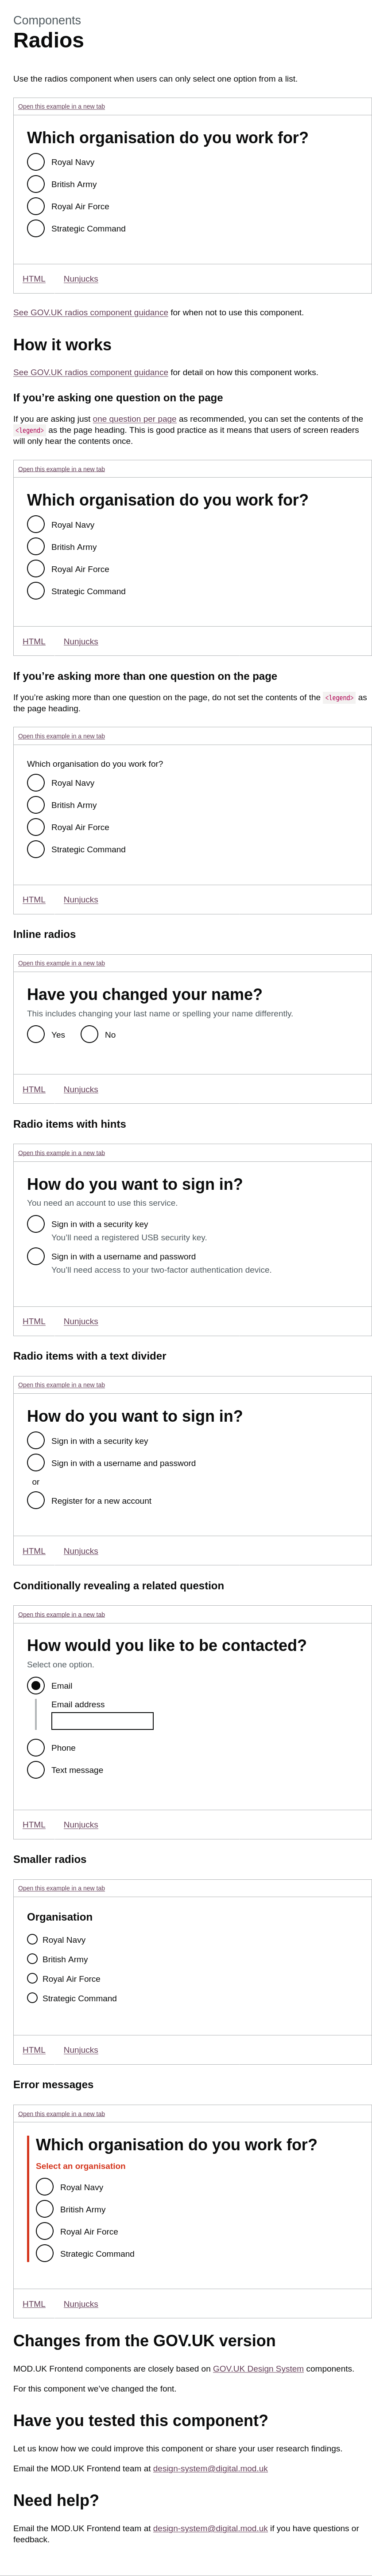 Components
Radios
Use the radios component when users can only select one option from a list.
Open this example in a new tab
Which organisation do you work for?
Royal Navy
British Army
Royal Air Force
Strategic Command
HTML Nunjucks
See GOV.UK radios component guidance for when not to use this component.
How it works
See GOV.UK radios component guidance for detail on how this component works.
If you’re asking one question on the page
If you are asking just one question per page as recommended, you can set the contents of the
<legend> as the page heading. This is good practice as it means that users of screen readers
will only hear the contents once.
Open this example in a new tab
Which organisation do you work for?
Royal Navy
British Army
Royal Air Force
Strategic Command
HTML Nunjucks
If you’re asking more than one question on the page
If you’re asking more than one question on the page, do not set the contents of the <legend> as
the page heading.
Open this example in a new tab
Which organisation do you work for?
Royal Navy
British Army
Royal Air Force
Strategic Command
HTML Nunjucks
Inline radios
Open this example in a new tab
Have you changed your name?
This includes changing your last name or spelling your name differently.
Yes No
HTML Nunjucks
Radio items with hints
Open this example in a new tab
How do you want to sign in?
You need an account to use this service.
Sign in with a security key
You’ll need a registered USB security key.
Sign in with a username and password
You’ll need access to your two-factor authentication device.
HTML Nunjucks
Radio items with a text divider
Open this example in a new tab
How do you want to sign in?
Sign in with a security key
Sign in with a username and password
or
Register for a new account
HTML Nunjucks
Conditionally revealing a related question
Open this example in a new tab
How would you like to be contacted?
Select one option.
Email
Email address
Phone
Text message
HTML Nunjucks
Smaller radios
Open this example in a new tab
Organisation
Royal Navy
British Army
Royal Air Force
Strategic Command
HTML Nunjucks
Error messages
Open this example in a new tab
Which organisation do you work for?
Select an organisation
Royal Navy
British Army
Royal Air Force
Strategic Command
HTML Nunjucks
Changes from the GOV.UK version
MOD.UK Frontend components are closely based on GOV.UK Design System components.
For this component we’ve changed the font.
Have you tested this component?
Let us know how we could improve this component or share your user research findings.
Email the MOD.UK Frontend team at design-system@digital.mod.uk
Need help?
Email the MOD.UK Frontend team at design-system@digital.mod.uk if you have questions or
feedback.